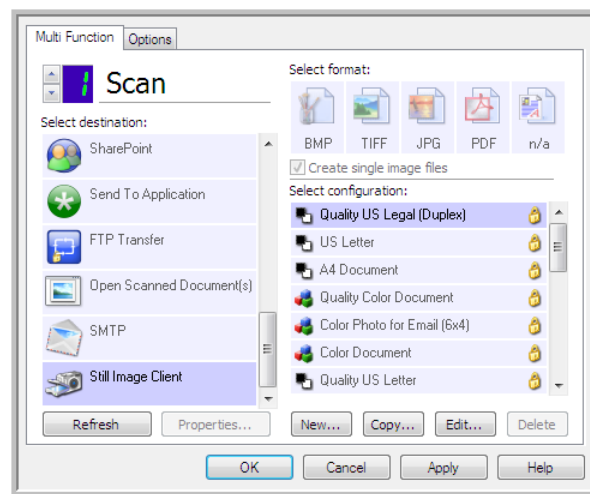 Multi Function
Options
1
Scan
Select destination:
SharePoint
Send To Application
FTP Transfer
Open Scanned Document(s)
SMTP
Still Image Client
Refresh
Properties...
Select format:
BMP
TIFF
JPG
PDF
n/a
Create single image files
Select configuration:
Quality US Legal (Duplex)
US Letter
A4 Document
Quality Color Document
Color Photo for Email (6x4)
Color Document
Quality US Letter
New...
Copy...
Edit...
Delete
OK
Cancel
Apply
Help